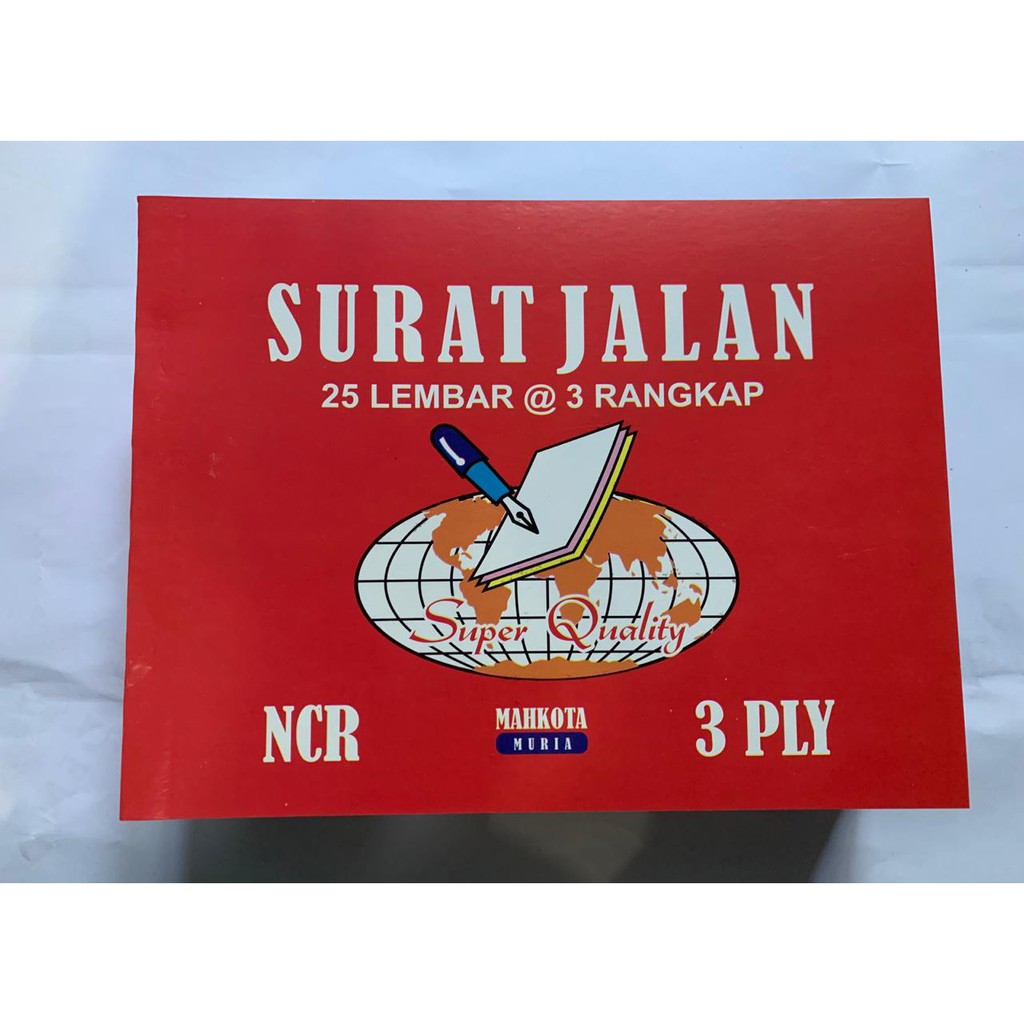 SURAT JALAN
25 LEMBAR @ 3 RANGKAP
Super Quality
NCR
MAHKOTA
MURIA
3 PLY